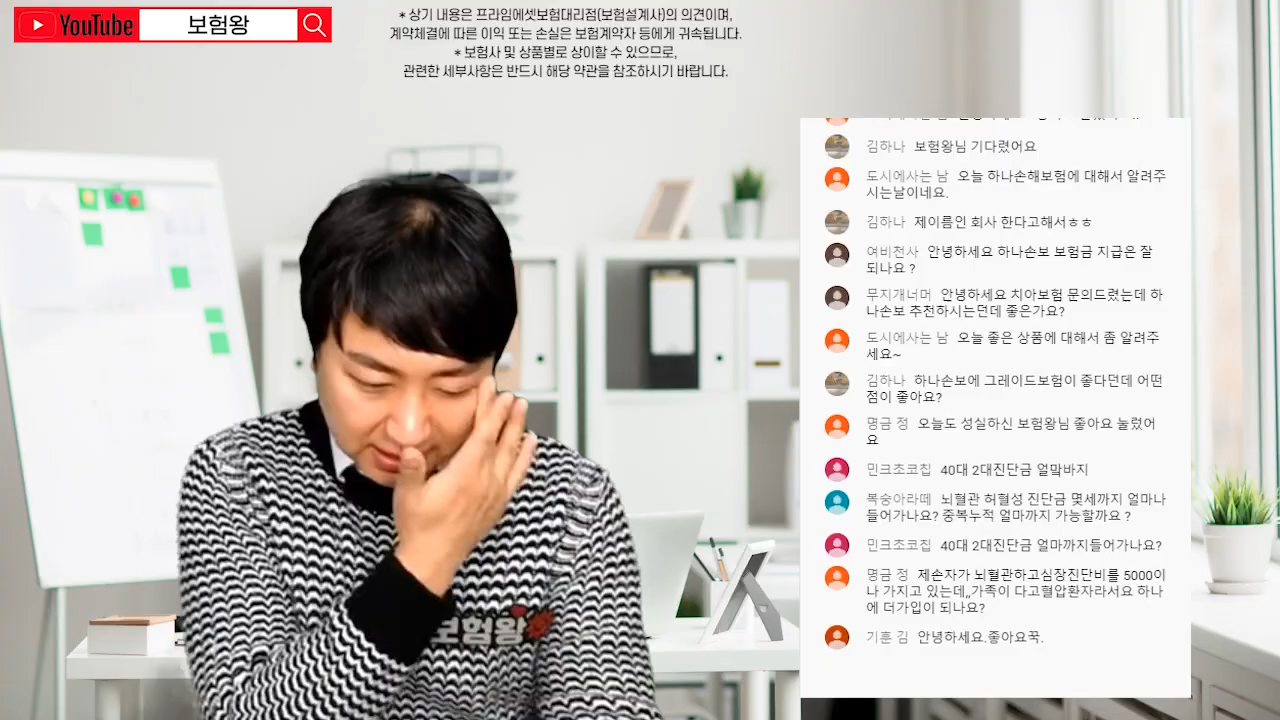 YouTube 보험왕
* 상기 내용은 프라임에셋보험대리점(보험설계사)의 의견이며,
계약체결에 따른 이익 또는 손실은 보험계약자 등에게 귀속됩니다.
* 보험사 및 상품별로 상이할 수 있으므로,
관련한 세부사항은 반드시 해당 약관을 참조하시기 바랍니다.
김하나 보험왕님 기다렸어요
도시에사는 남 오늘 하나손해보험에 대해서 알려주
시는날이네요.
김하나 제이름인 회사 한다고해서ㅎㅎ
여비천사 안녕하세요 하나손보 보험금 지급은 잘
되나요 ?
무지개너머 안녕하세요 치아보험 문의드렸는데 하
나손보 추천하시는던데 좋은가요?
도시에사는 남 오늘 좋은 상품에 대해서 좀 알려주
세요~
김하나 하나손보에 그레이드보험이 좋다던데 어떤
점이 좋아요?
명금 정 오늘도 성실하신 보험왕님 좋아요 눌렀어
요
민크초코칩 40대 2대진단금 얼맠바지
복숭아라떼 뇌혈관 허혈성 진단금 몇세까지 얼마나
들어가나요? 중복누적 얼마까지 가능할까요 ?
민크초코칩 40대 2대진단금 얼마까지들어가나요?
명금 정 제손자가 뇌혈관하고심장진단비를 5000이
나 가지고 있는데,,가족이 다고혈압환자라서요 하나
에 더가입이 되나요?
기훈 김 안녕하세요.좋아요꾹.
보험왕